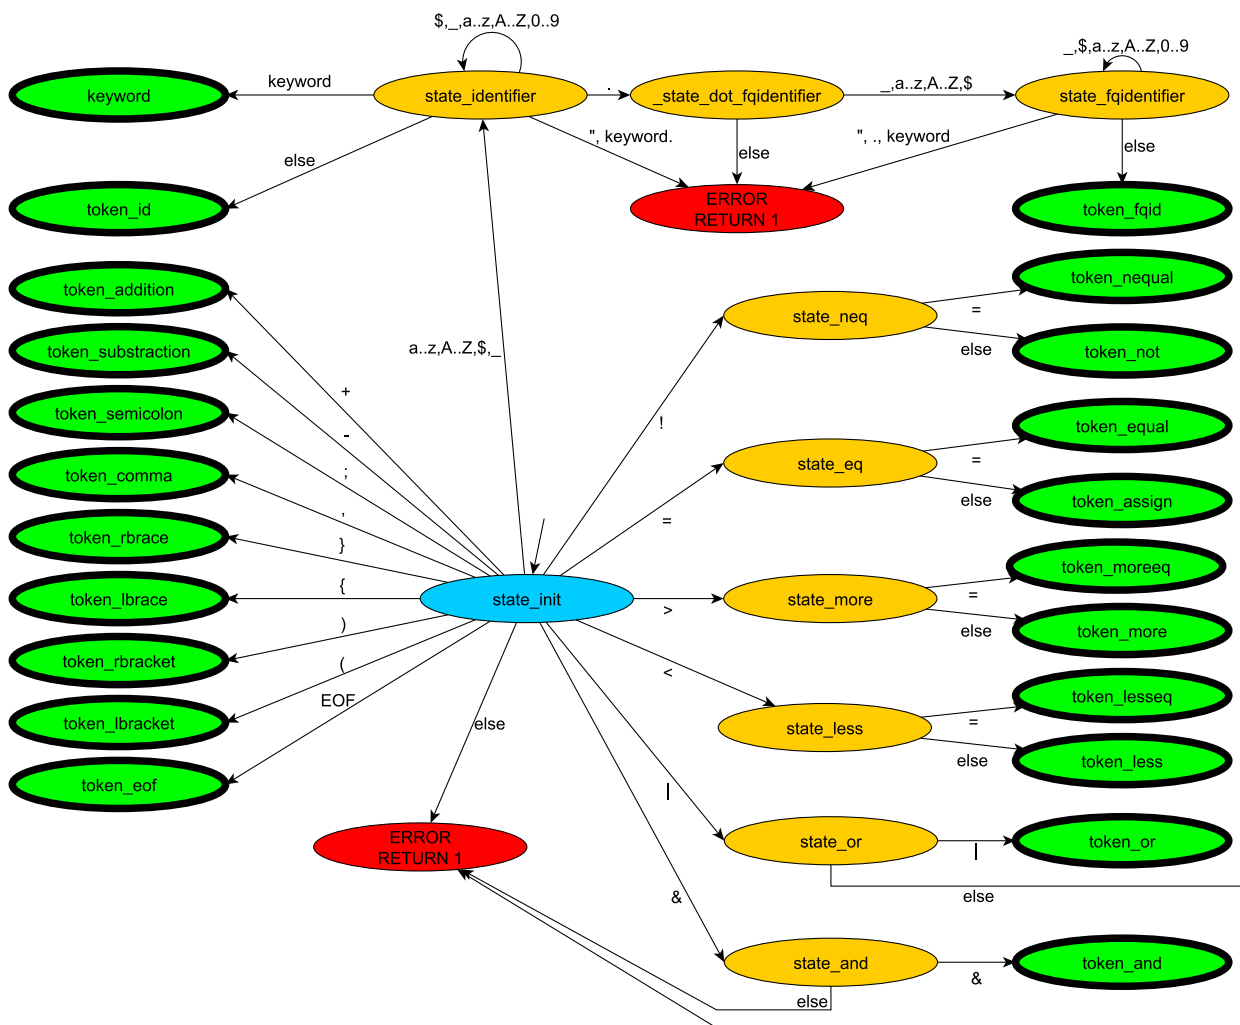 $,_,a..z,A..Z,0..9
_,$,a..z,A..Z,0..9
keyword
keyword
state_identifier
.
_state_dot_fqidentifier
_,a..z,A..Z,$
state_fqidentifier
", keyword.
else
", ., keyword
else
else
token_id
ERROR
RETURN 1
token_fqid
token_addition
token_substraction
token_semicolon
token_comma
token_rbrace
token_lbrace
token_rbracket
token_lbracket
token_eof
+
-
;
,
}
{
)
(
EOF
a..z,A..Z,$,_
state_init
!
=
>
<
|
&
else
ERROR
RETURN 1
state_neq
=
else
token_nequal
token_not
state_eq
=
else
token_equal
token_assign
state_more
=
else
token_moreeq
token_more
state_less
=
else
token_lesseq
token_less
state_or
|
else
token_or
state_and
&
else
token_and